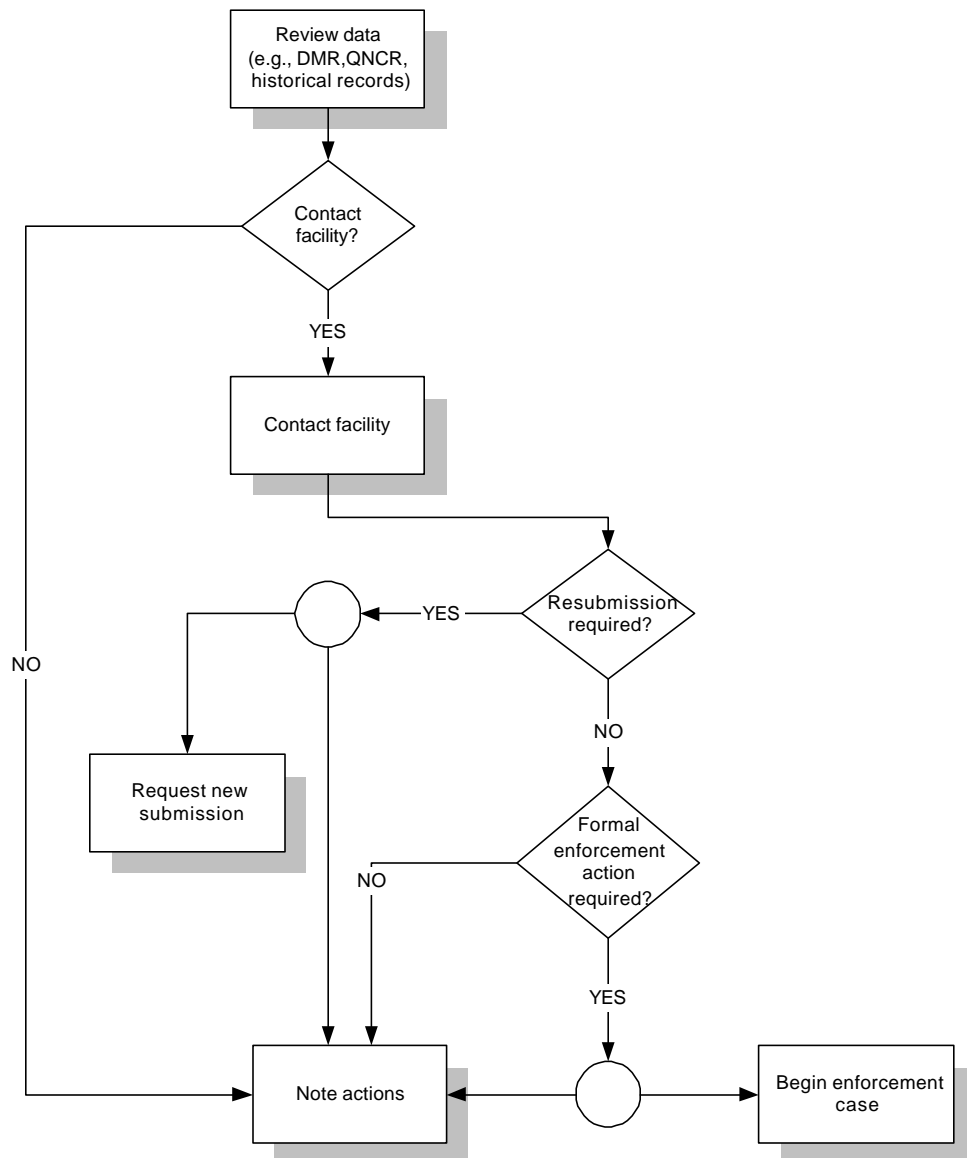 Review data
(e.g., DMR,QNCR,
historical records)
Contact
facility?
YES
Contact facility
Resubmission
required?
YES
NO
NO
Request new
submission
Formal
enforcement
action
required?
NO
YES
Note actions
Begin enforcement
case